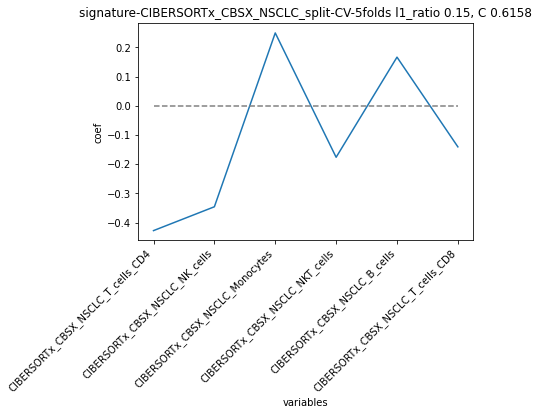 signature-CIBERSORTx_CBSX_NSCLC_split-CV-5folds l1_ratio 0.15, C 0.6158
0.2
0.1
0.0
-0.1
-0.2
-0.3
-0.4
coef
CIBERSORTx_CBSX_NSCLC_T_cells_CD4
CIBERSORTx_CBSX_NSCLC_NK_cells
CIBERSORTx_CBSX_NSCLC_Monocytes
CIBERSORTx_CBSX_NSCLC_NKT_cells
CIBERSORTx_CBSX_NSCLC_B_cells
CIBERSORTx_CBSX_NSCLC_T_cells_CD8
variables